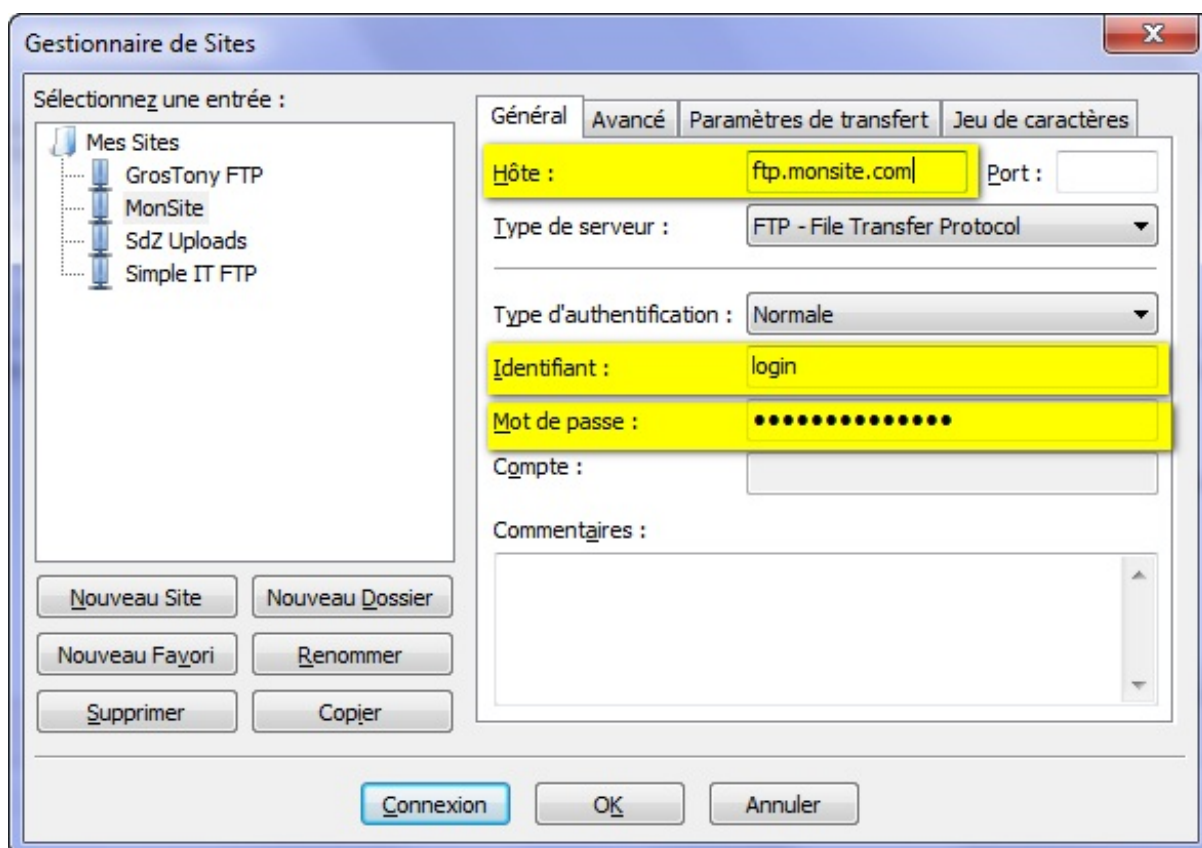 Gestionnaire de Sites
Sélectionnez une entrée :
Mes Sites
GrosTony FTP
MonSite
SdZ Uploads
Simple IT FTP
Nouveau Site Nouveau Dossier
Nouveau Favori Renommer
Supprimer Copier
Général Avancé Paramètres de transfert Jeu de caractères
Hôte : ftp.monsite.com Port :
Type de serveur : FTP - File Transfer Protocol
Type d'authentification : Normale
Identifiant : login
Mot de passe : ●●●●●●●●●●●●●●
Compte :
Commentaires :
Connexion OK Annuler